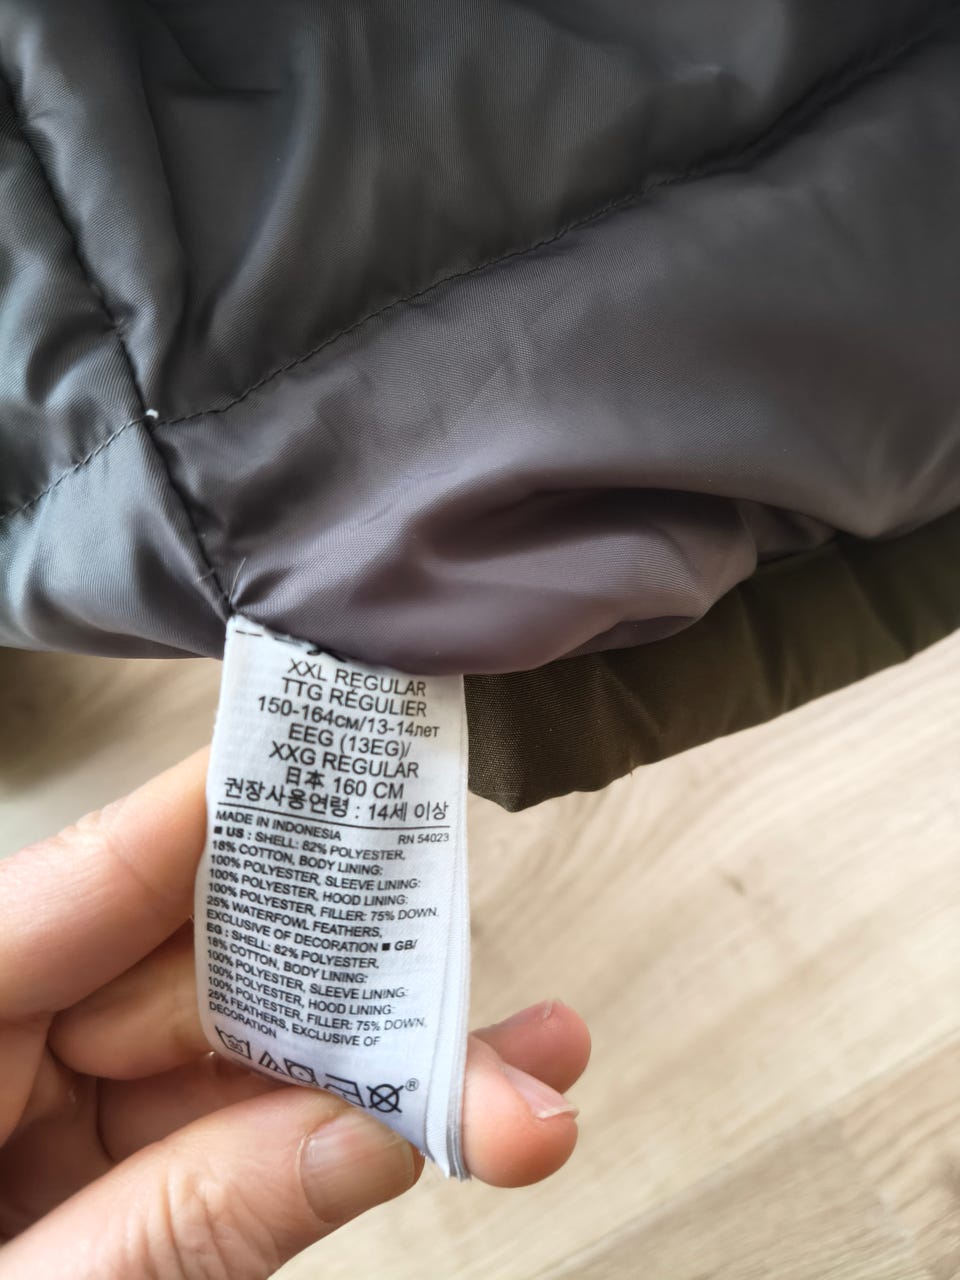 XXL REGULAR
TTG RÉGULIER
150-164см/13-14лет
EEG (13EG)/
XXG REGULAR
日本 160 CM
권장사용연령 : 14세 이상
MADE IN INDONESIA RN 54023
■ US : SHELL: 82% POLYESTER,
18% COTTON, BODY LINING:
100% POLYESTER, SLEEVE LINING:
100% POLYESTER, HOOD LINING:
100% POLYESTER, FILLER: 75% DOWN,
25% WATERFOWL FEATHERS,
EXCLUSIVE OF DECORATION ■ GB/
EG : SHELL: 82% POLYESTER,
18% COTTON, BODY LINING:
100% POLYESTER, SLEEVE LINING:
100% POLYESTER, HOOD LINING:
100% POLYESTER, FILLER: 75% DOWN,
25% FEATHERS, EXCLUSIVE OF
DECORATION
30
®